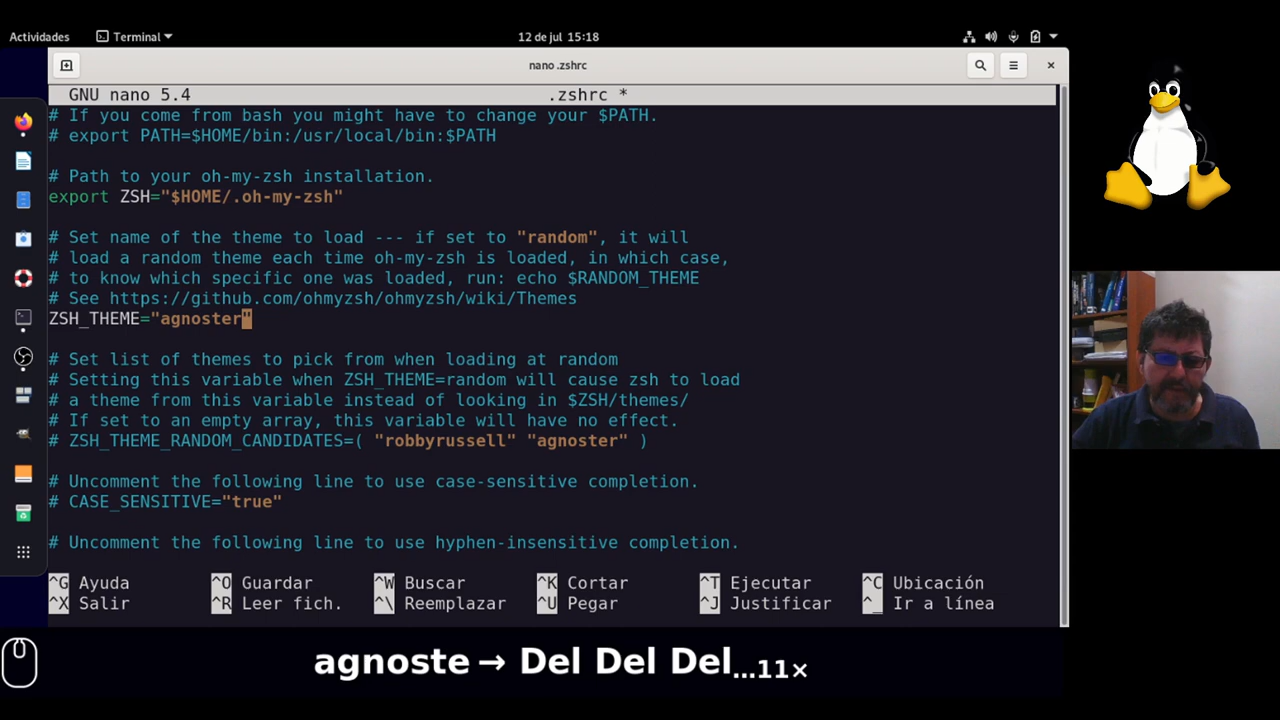 Actividades Terminal 12 de jul 15:18
nano .zshrc
GNU nano 5.4 .zshrc *
# If you come from bash you might have to change your $PATH.
# export PATH=$HOME/bin:/usr/local/bin:$PATH
# Path to your oh-my-zsh installation.
export ZSH="$HOME/.oh-my-zsh"
# Set name of the theme to load --- if set to "random", it will
# load a random theme each time oh-my-zsh is loaded, in which case,
# to know which specific one was loaded, run: echo $RANDOM_THEME
# See https://github.com/ohmyzsh/ohmyzsh/wiki/Themes
ZSH_THEME="agnoster"
# Set list of themes to pick from when loading at random
# Setting this variable when ZSH_THEME=random will cause zsh to load
# a theme from this variable instead of looking in $ZSH/themes/
# If set to an empty array, this variable will have no effect.
# ZSH_THEME_RANDOM_CANDIDATES=( "robbyrussell" "agnoster" )
# Uncomment the following line to use case-sensitive completion.
# CASE_SENSITIVE="true"
# Uncomment the following line to use hyphen-insensitive completion.
^G Ayuda ^O Guardar ^W Buscar ^K Cortar ^T Ejecutar ^C Ubicación
^X Salir ^R Leer fich. ^\ Reemplazar ^U Pegar ^J Justificar ^_ Ir a línea
agnoste→ Del Del Del...11×